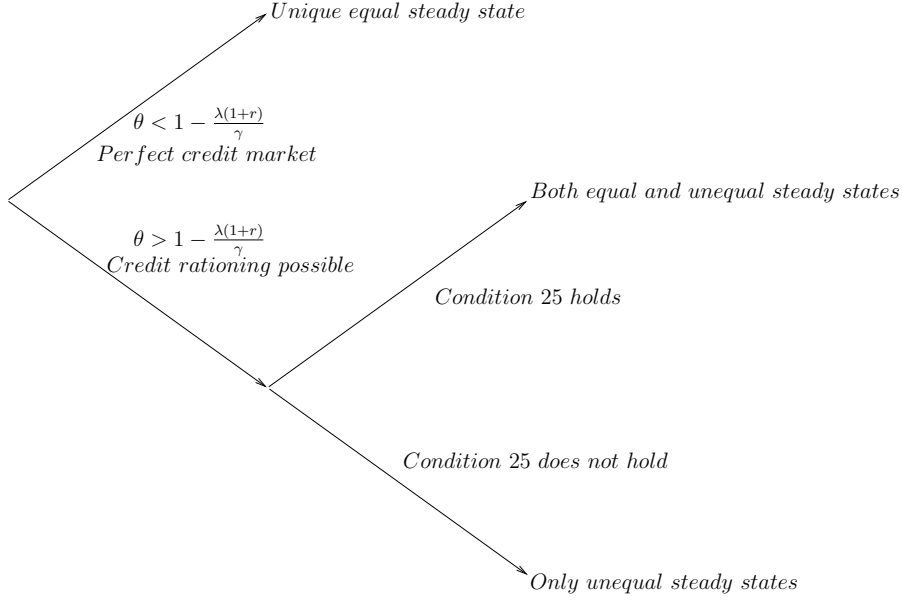 Unique equal steady state
θ < 1 − λ(1+r)/γ
Perfect credit market
Both equal and unequal steady states
θ > 1 − λ(1+r)/γ
Credit rationing possible
Condition 25 holds
Condition 25 does not hold
Only unequal steady states